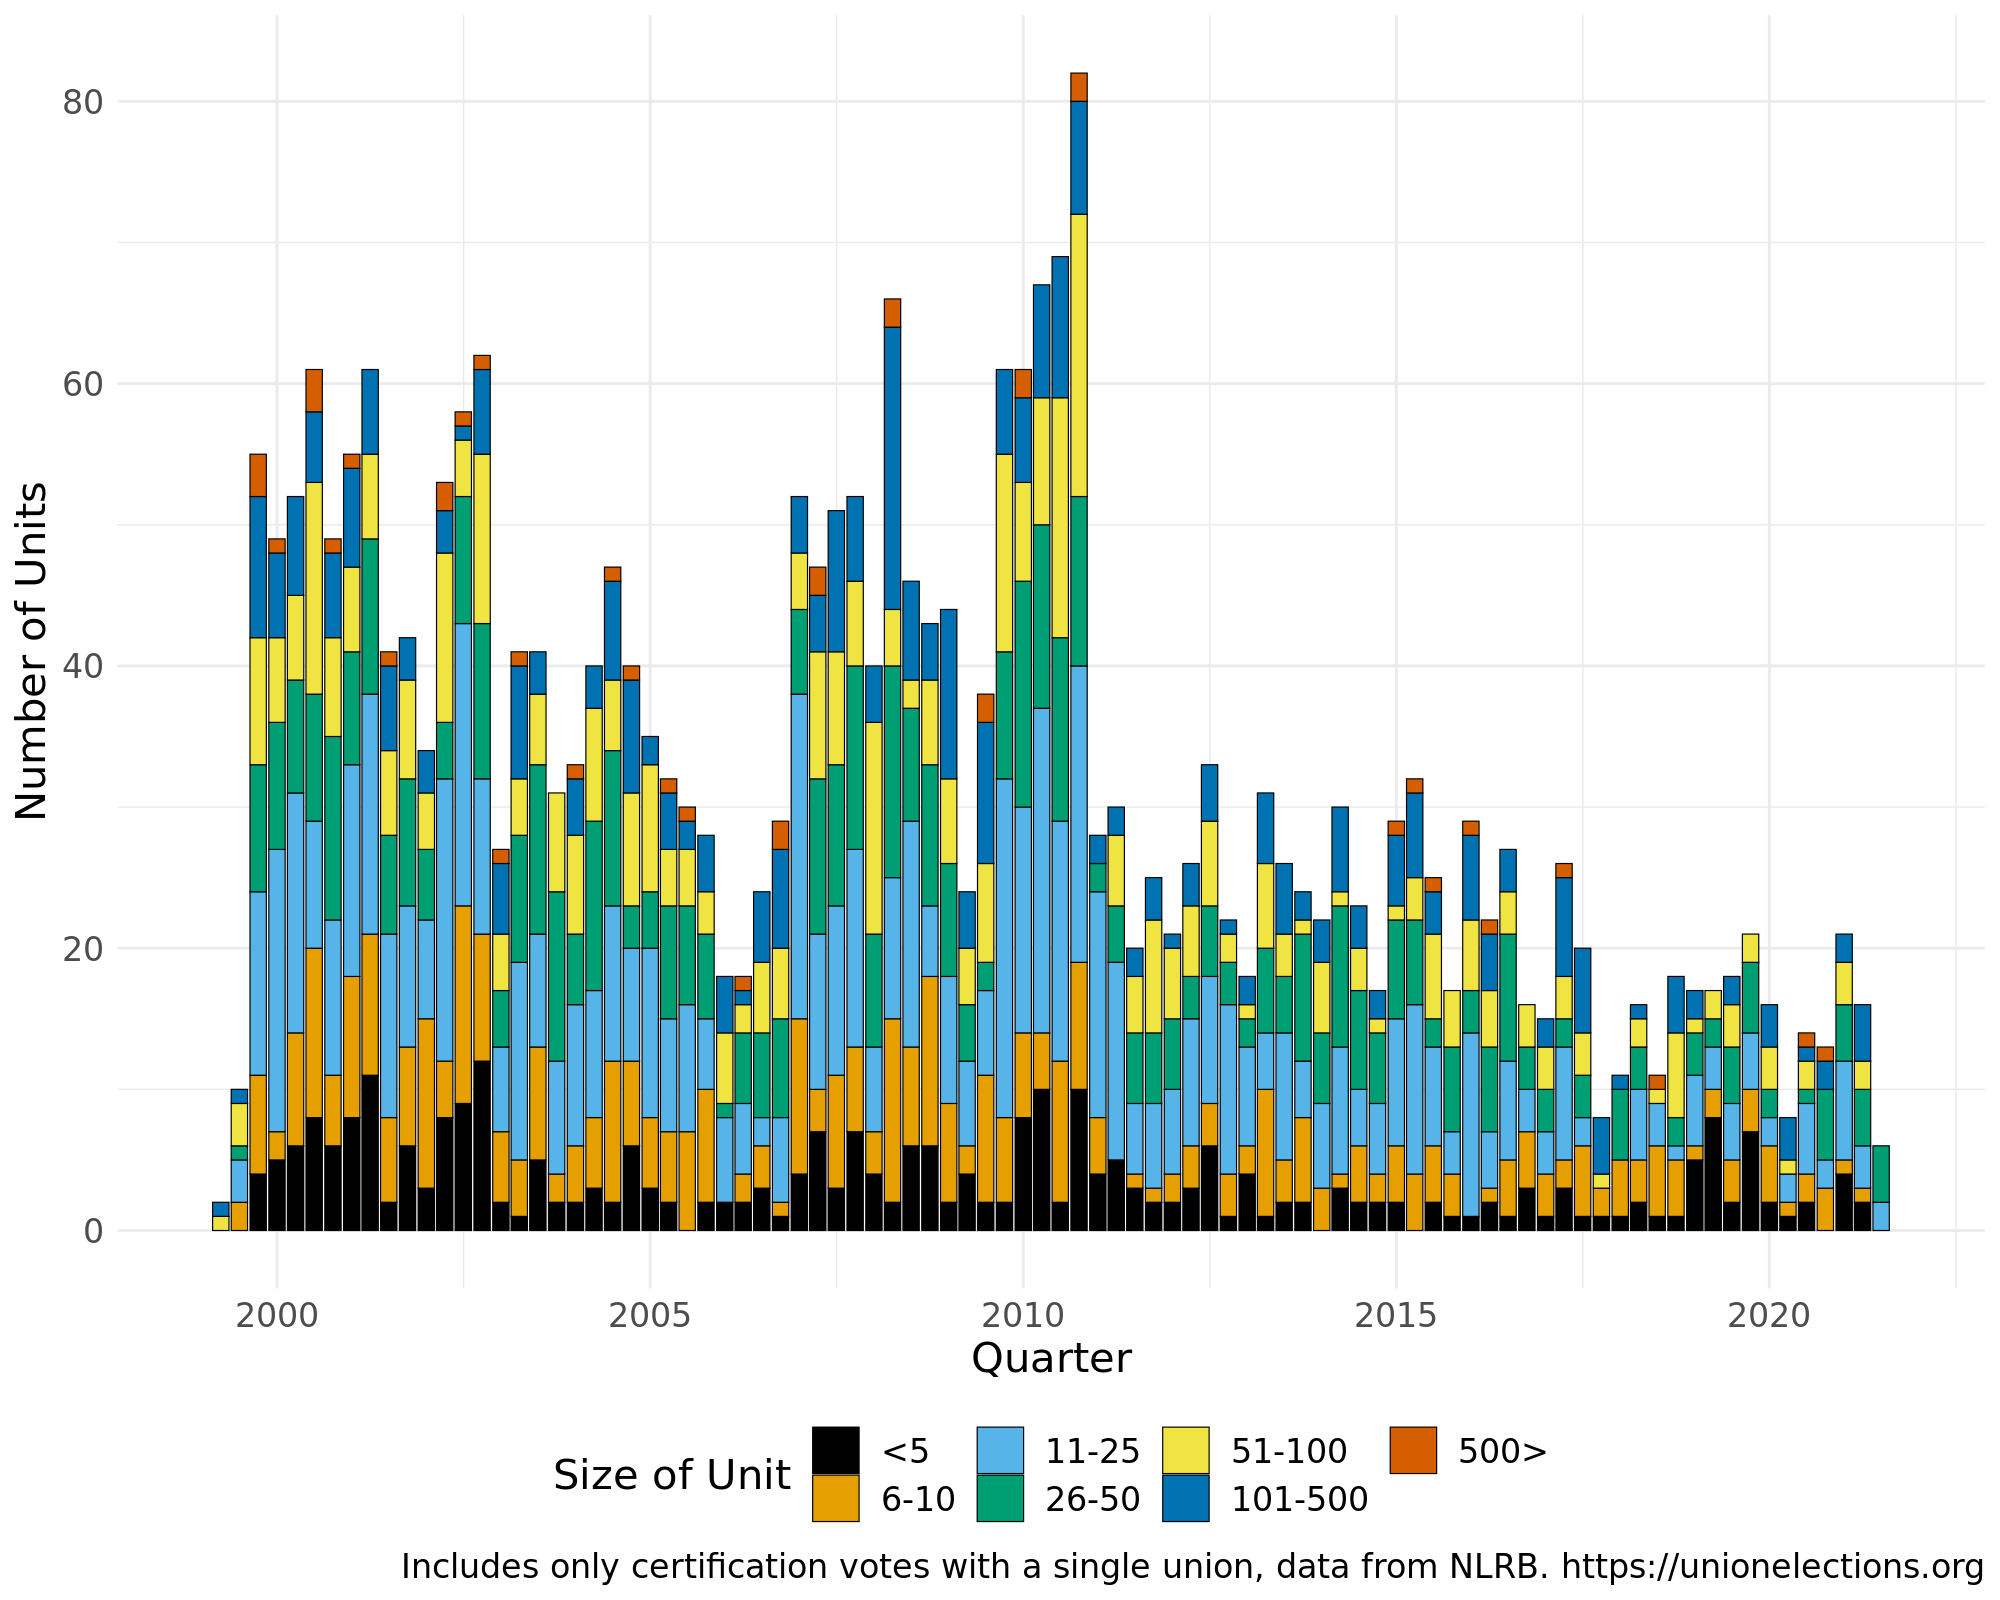 80
60
40
20
0
Number of Units
2000 2005 2010 2015 2020
Quarter
Size of Unit
<5 11-25 51-100 500>
6-10 26-50 101-500
Includes only certification votes with a single union, data from NLRB. https://unionelections.org